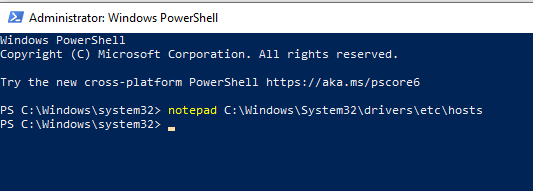 Administrator: Windows PowerShell
Windows PowerShell
Copyright (C) Microsoft Corporation. All rights reserved.
Try the new cross-platform PowerShell https://aka.ms/pscore6
PS C:\Windows\system32> notepad C:\Windows\System32\drivers\etc\hosts
PS C:\Windows\system32>